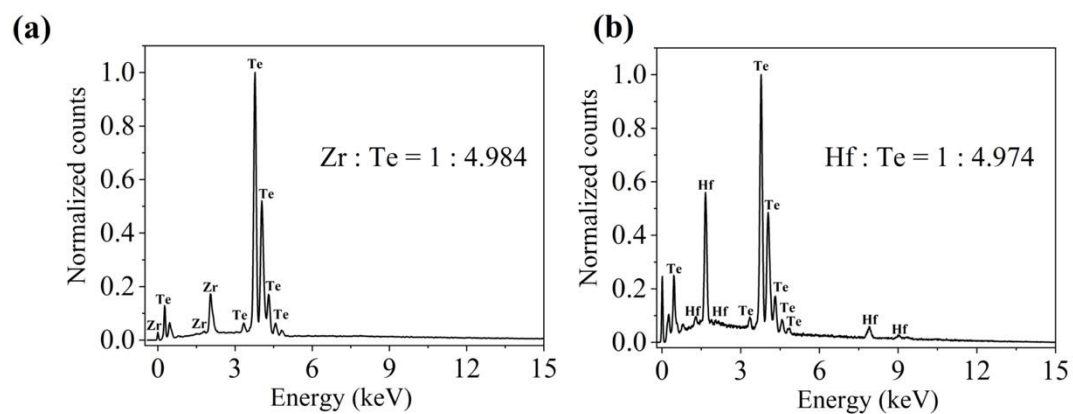 (a)
Normalized counts
1.0
0.8
0.6
0.4
0.2
0.0
Te
Te
Te
Te
Te
Te
Zr
Zr
Zr
Zr : Te = 1 : 4.984
0 3 6 9 12 15
Energy (keV)
(b)
Normalized counts
1.0
0.8
0.6
0.4
0.2
0.0
Te
Hf
Te
Te
Te
Te
Te
Te
Hf
Hf
Hf
Hf
Hf : Te = 1 : 4.974
0 3 6 9 12 15
Energy (keV)